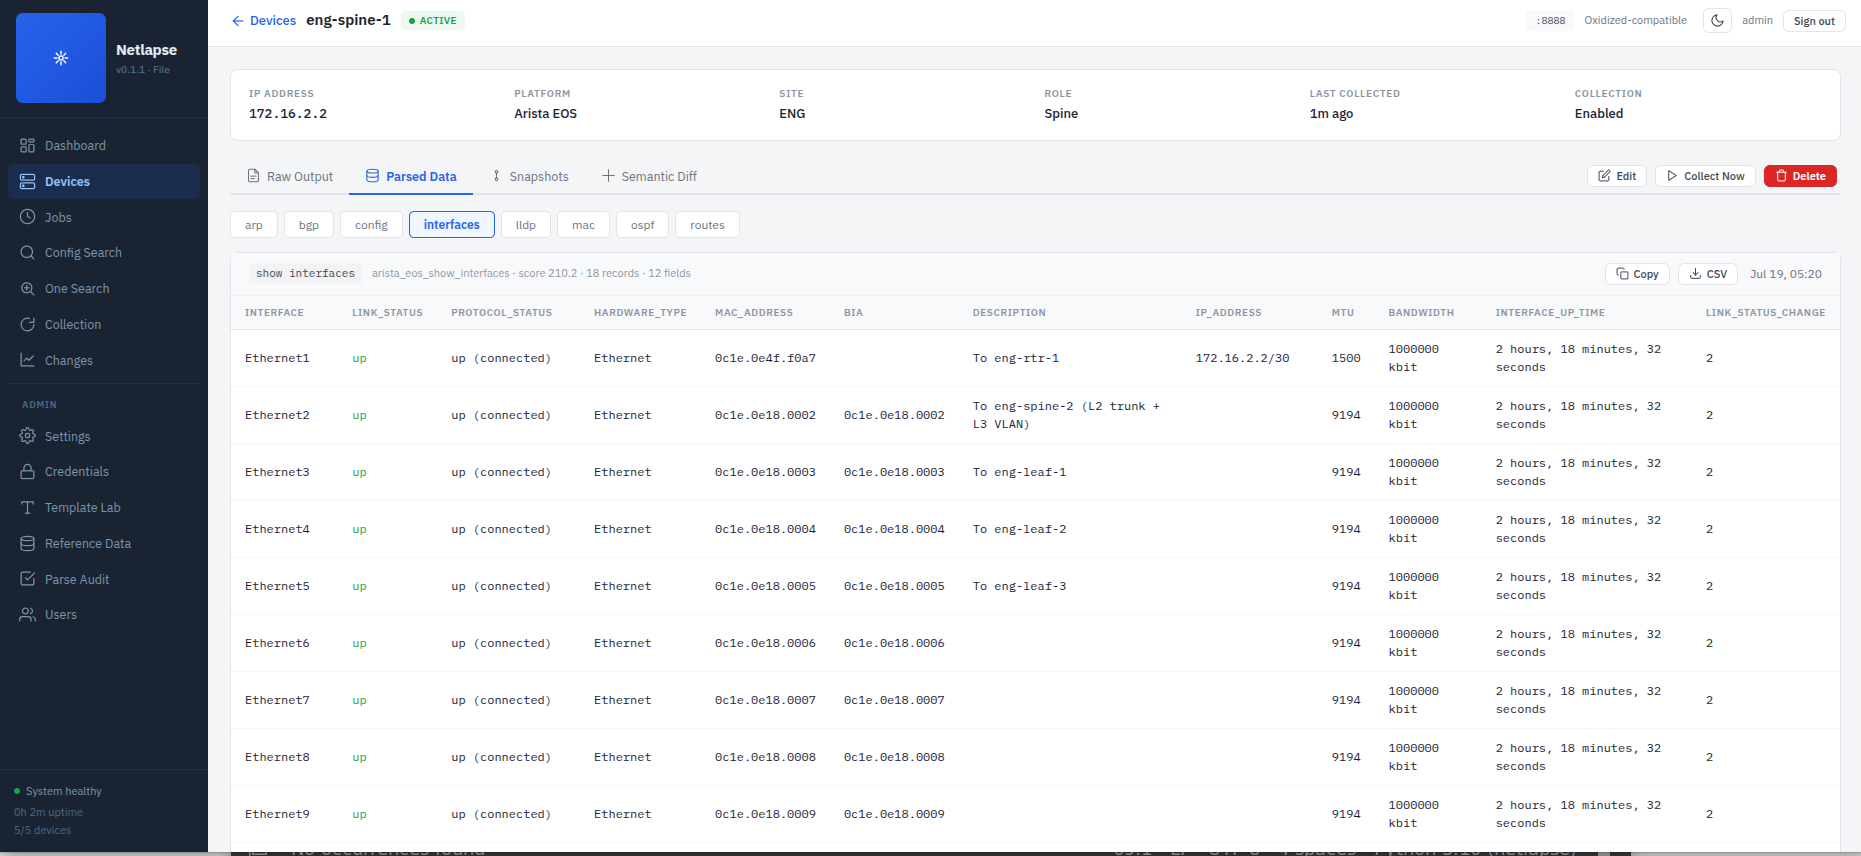 Netlapse
v0.1.1 · File
Dashboard
Devices
Jobs
Config Search
One Search
Collection
Changes
ADMIN
Settings
Credentials
Template Lab
Reference Data
Parse Audit
Users
System healthy
0h 2m uptime
5/5 devices
Devices eng-spine-1 ACTIVE :8888 Oxidized-compatible admin Sign out
IP ADDRESS PLATFORM SITE ROLE LAST COLLECTED COLLECTION
172.16.2.2 Arista EOS ENG Spine 1m ago Enabled
Raw Output Parsed Data Snapshots Semantic Diff Edit Collect Now Delete
arp bgp config interfaces lldp mac ospf routes
show interfaces arista_eos_show_interfaces · score 210.2 · 18 records · 12 fields Copy CSV Jul 19, 05:20
INTERFACE LINK_STATUS PROTOCOL_STATUS HARDWARE_TYPE MAC_ADDRESS BIA DESCRIPTION IP_ADDRESS MTU BANDWIDTH INTERFACE_UP_TIME LINK_STATUS_CHANGE
Ethernet1 up up (connected) Ethernet 0c1e.0e4f.f0a7 To eng-rtr-1 172.16.2.2/30 1500 1000000 2 hours, 18 minutes, 32 2
kbit seconds
Ethernet2 up up (connected) Ethernet 0c1e.0e18.0002 0c1e.0e18.0002 To eng-spine-2 (L2 trunk + 9194 1000000 2 hours, 18 minutes, 32 2
L3 VLAN) kbit seconds
Ethernet3 up up (connected) Ethernet 0c1e.0e18.0003 0c1e.0e18.0003 To eng-leaf-1 9194 1000000 2 hours, 18 minutes, 32 2
kbit seconds
Ethernet4 up up (connected) Ethernet 0c1e.0e18.0004 0c1e.0e18.0004 To eng-leaf-2 9194 1000000 2 hours, 18 minutes, 32 2
kbit seconds
Ethernet5 up up (connected) Ethernet 0c1e.0e18.0005 0c1e.0e18.0005 To eng-leaf-3 9194 1000000 2 hours, 18 minutes, 32 2
kbit seconds
Ethernet6 up up (connected) Ethernet 0c1e.0e18.0006 0c1e.0e18.0006 9194 1000000 2 hours, 18 minutes, 32 2
kbit seconds
Ethernet7 up up (connected) Ethernet 0c1e.0e18.0007 0c1e.0e18.0007 9194 1000000 2 hours, 18 minutes, 32 2
kbit seconds
Ethernet8 up up (connected) Ethernet 0c1e.0e18.0008 0c1e.0e18.0008 9194 1000000 2 hours, 18 minutes, 32 2
kbit seconds
Ethernet9 up up (connected) Ethernet 0c1e.0e18.0009 0c1e.0e18.0009 9194 1000000 2 hours, 18 minutes, 32 2
kbit seconds